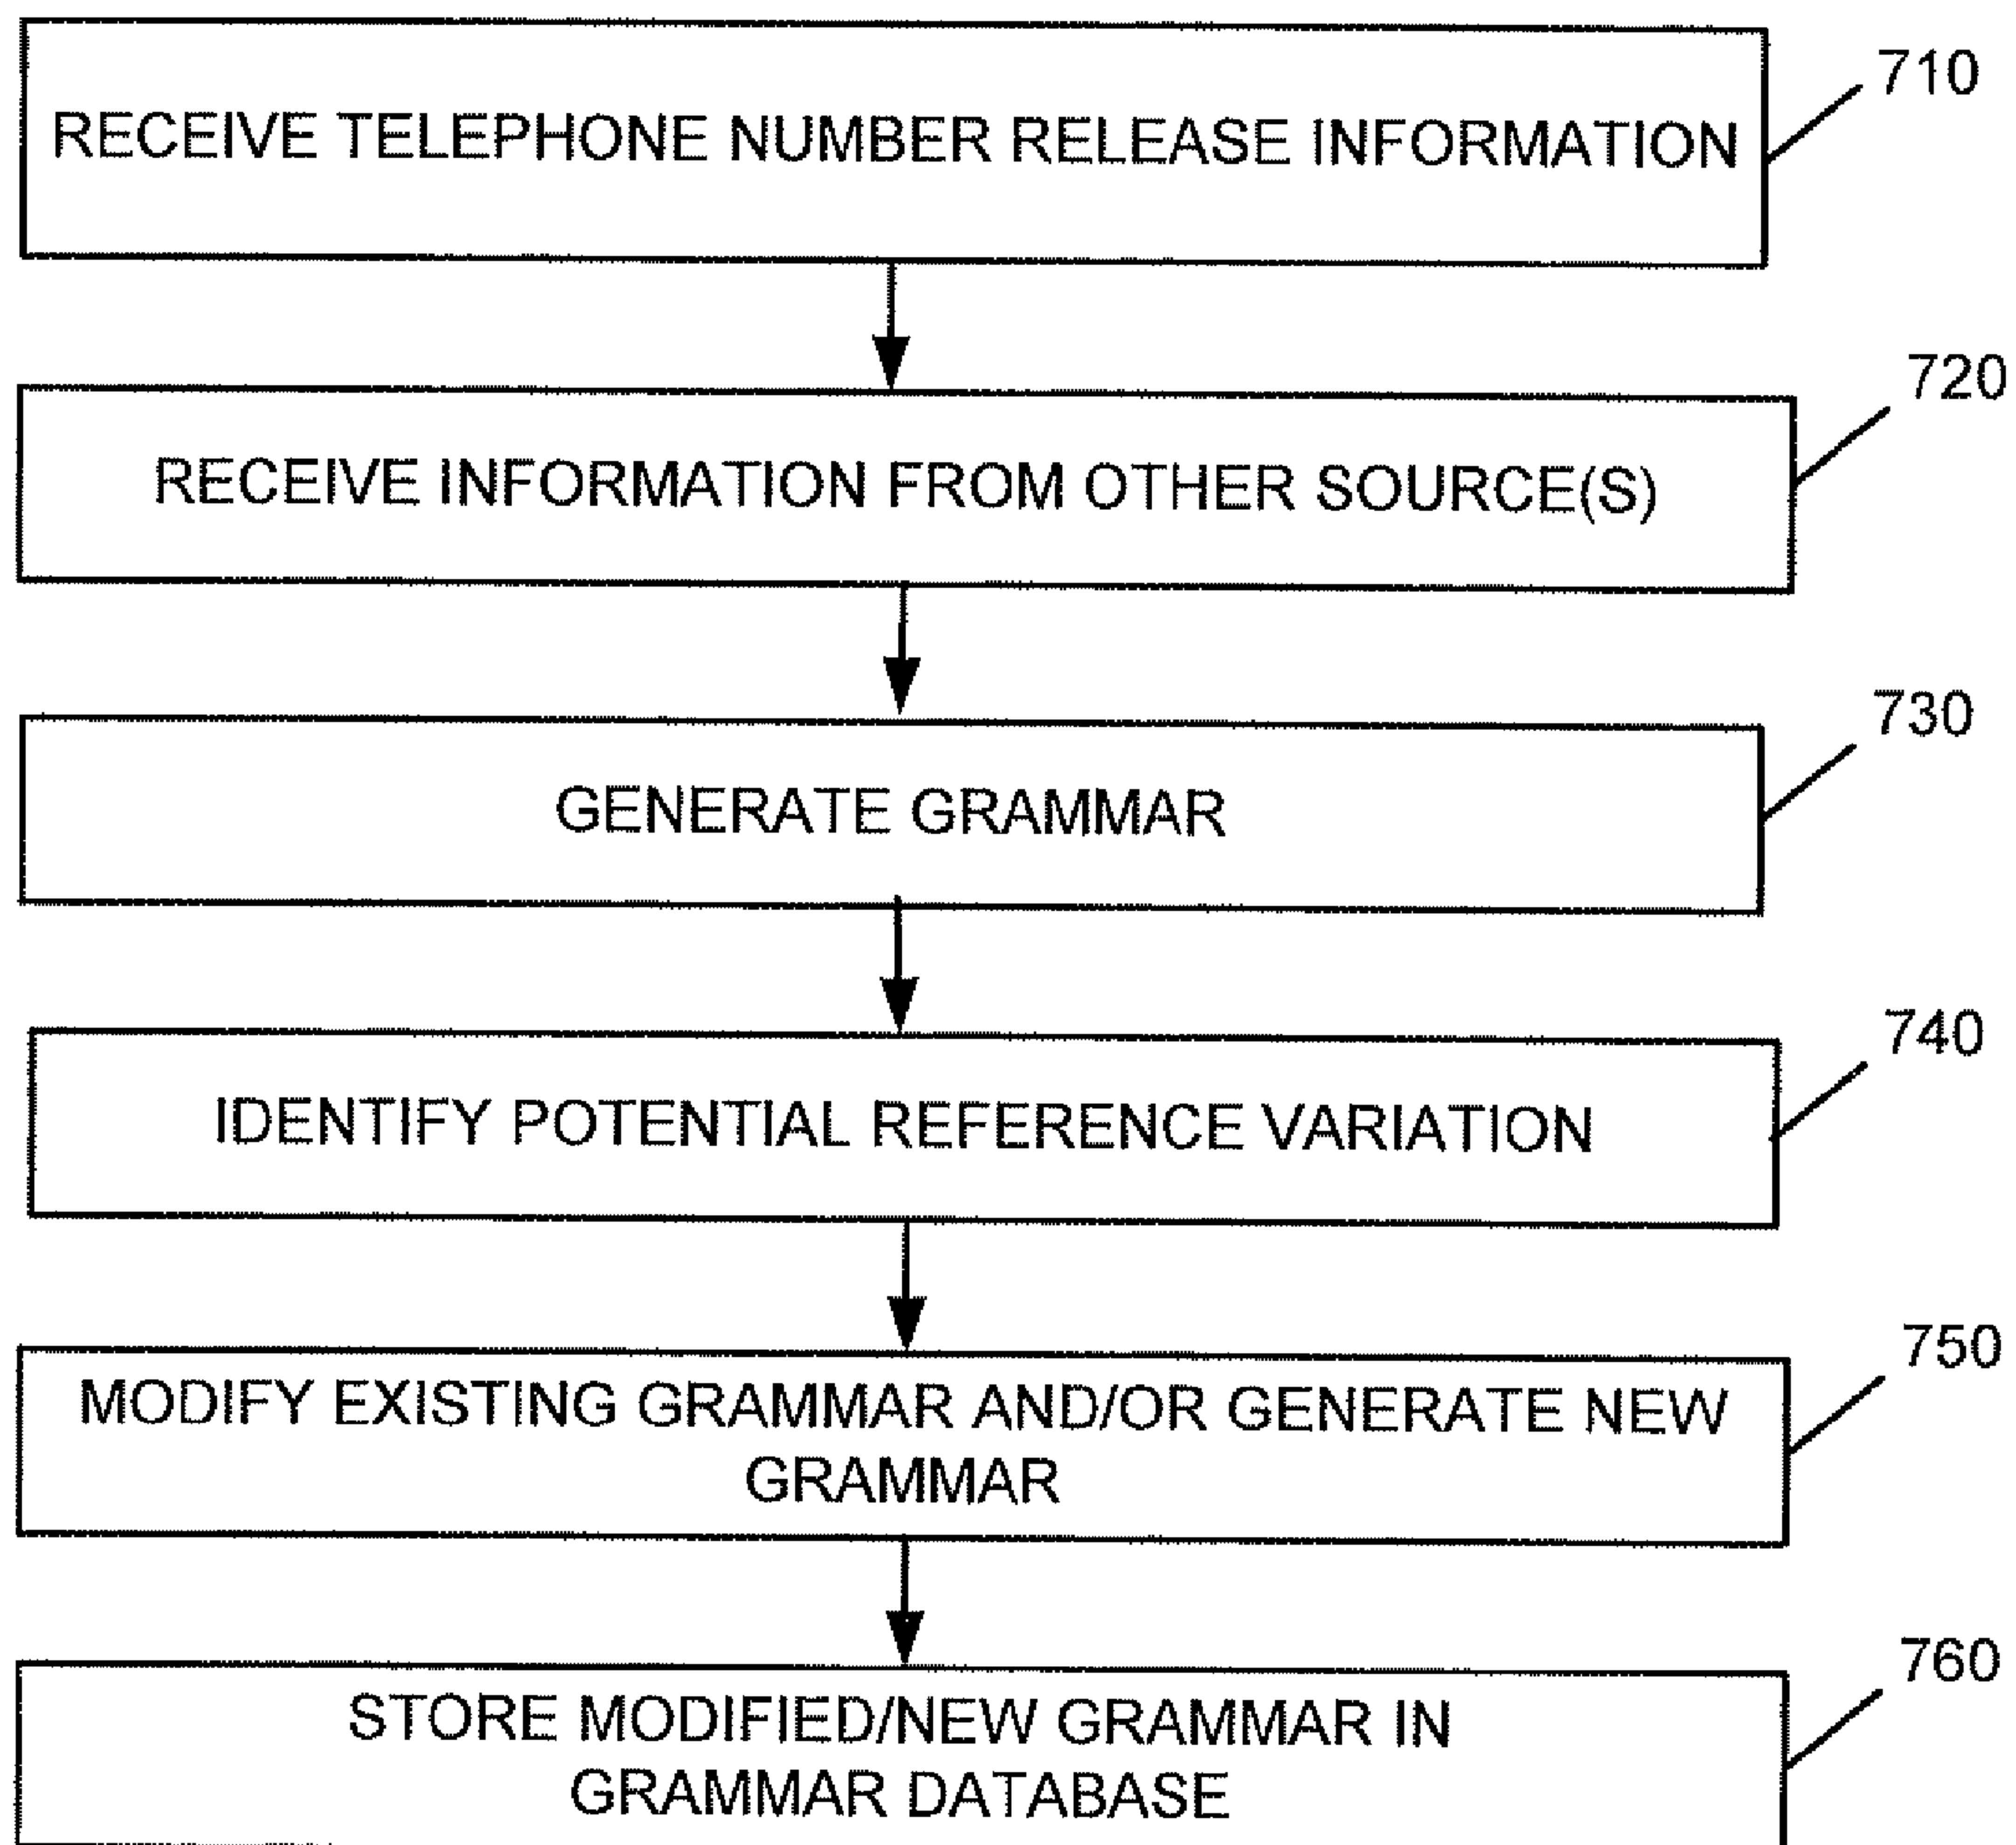 710
RECEIVE TELEPHONE NUMBER RELEASE INFORMATION
720
RECEIVE INFORMATION FROM OTHER SOURCE(S)
730
GENERATE GRAMMAR
740
IDENTIFY POTENTIAL REFERENCE VARIATION
750
MODIFY EXISTING GRAMMAR AND/OR GENERATE NEW
GRAMMAR
760
STORE MODIFIED/NEW GRAMMAR IN
GRAMMAR DATABASE